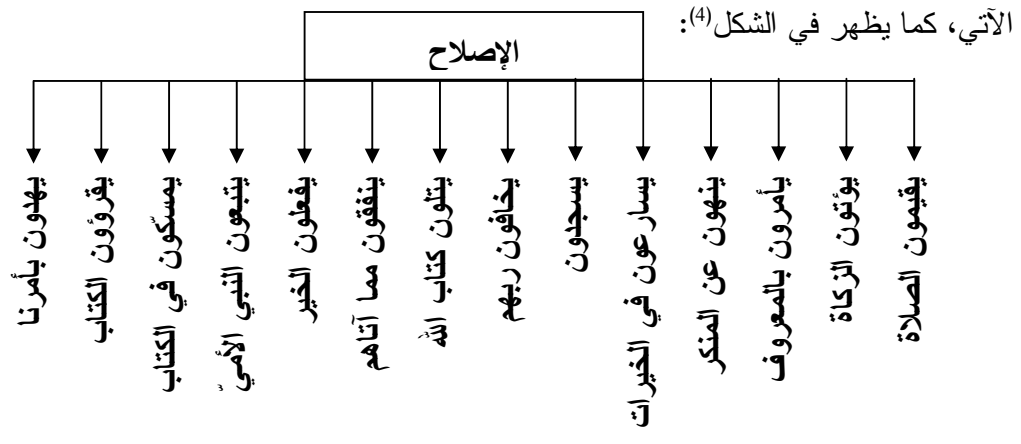 الآتي، كما يظهر في الشكل(4):
الإصلاح
يقيمون الصلاة
يؤتون الزكاة
يأمرون بالمعروف
ينهون عن المنكر
يسارعون في الخيرات
يسجدون
يخافون ربهم
يتلون كتاب الله
ينفقون مما آتاهم
يفعلون الخير
يتبعون النبي الأميّ
يمسّكون في الكتاب
يقرؤون الكتاب
يهدون بأمرنا